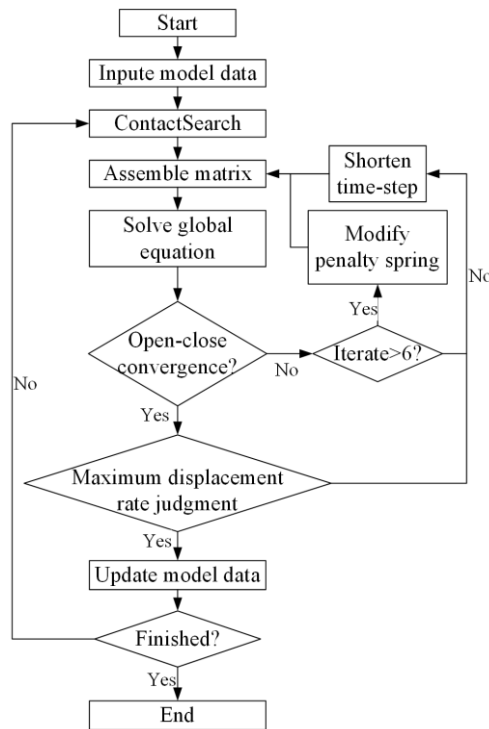 Start
Inpute model data
ContactSearch
Assemble matrix
Shorten
time-step
Solve global
equation
Modify
penalty spring
No
Yes
Open-close
convergence?
No
Iterate>6?
No
Yes
Maximum displacement
rate judgment
Yes
Update model data
Finished?
Yes
End